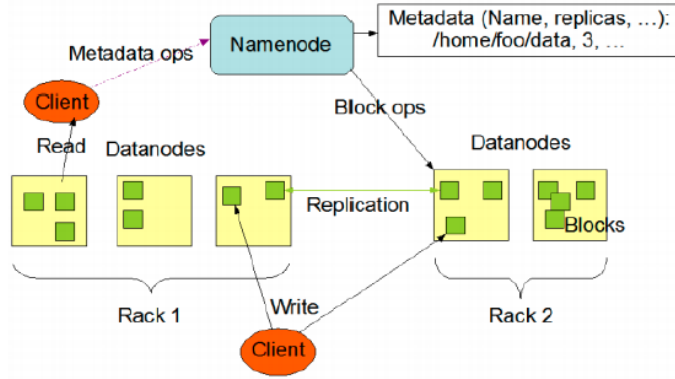 Metadata (Name, replicas, ...):
/home/foo/data, 3, ...
Namenode
Metadata ops
Client
Block ops
Read
Datanodes
Datanodes
Replication
Blocks
Rack 1
Write
Rack 2
Client